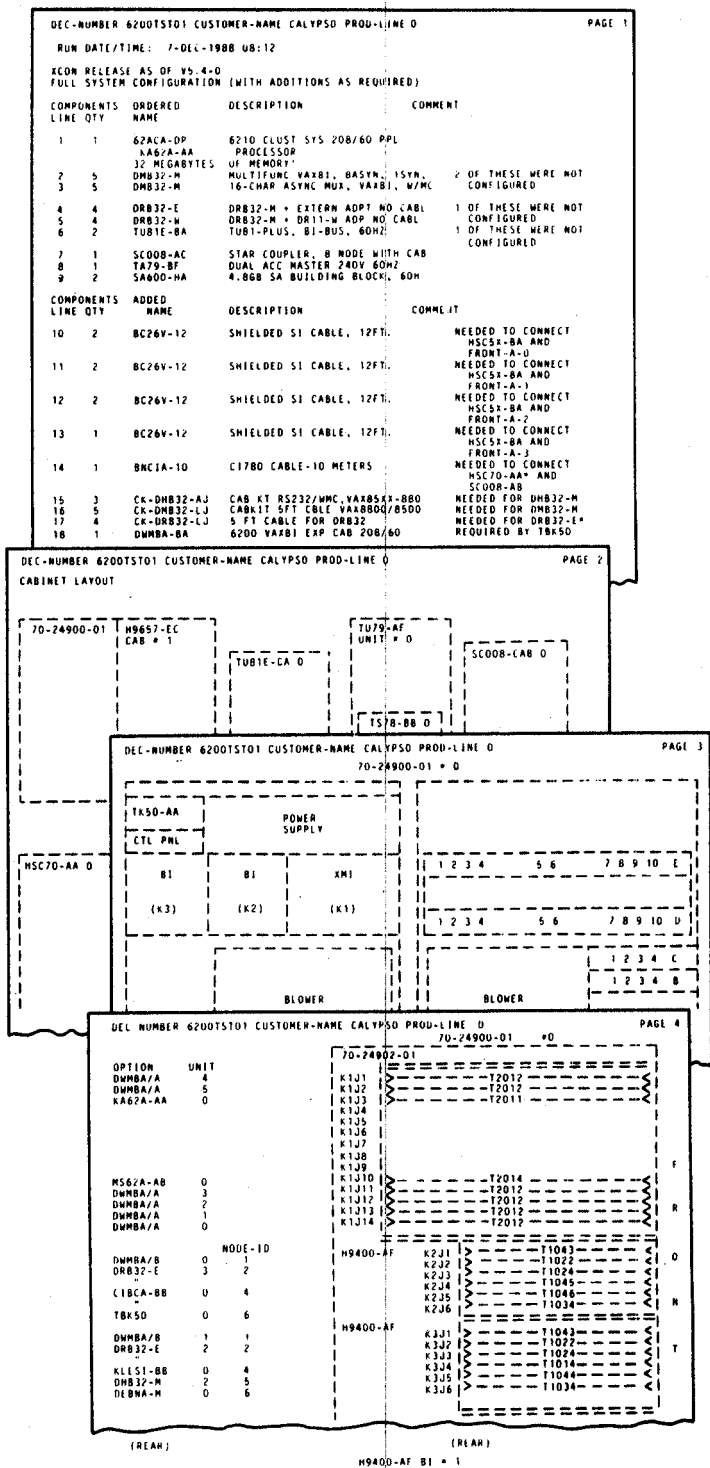 DEC-NUMBER 6200TST01 CUSTOMER-NAME CALYPSO PROD-LINE 0 PAGE 1
RUN DATE/TIME: 7-DEC-1988 08:12
XCON RELEASE AS OF V5.4-0
FULL SYSTEM CONFIGURATION (WITH ADDITIONS AS REQUIRED)
COMPONENTS ORDERED DESCRIPTION COMMENT
LINE QTY NAME
1 1 62ACA-DP 6210 CLUST SYS 208/60 PPL
KA62A-AA PROCESSOR
32 MEGABYTES OF MEMORY'
2 5 DMB32-M MULTIFUNC VAXBI, 8ASYN, 1SYN, 2 OF THESE WERE NOT
3 5 DHB32-M 16-CHAR ASYNC MUX, VAXBI, W/MC CONFIGURED
4 4 DRB32-E DRB32-M + EXTERN ADPT NO CABL 1 OF THESE WERE NOT
5 4 DRB32-W DRB32-M + DR11-W ADP NO CABL CONFIGURED
6 2 TU81E-BA TU81-PLUS, BI-BUS, 60HZ 1 OF THESE WERE NOT
CONFIGURED
7 1 SC008-AC STAR COUPLER, 8 NODE WITH CAB
8 1 TA79-BF DUAL ACC MASTER 240V 60HZ
9 2 SA600-HA 4.8GB SA BUILDING BLOCK, 60H
COMPONENTS ADDED
LINE QTY NAME DESCRIPTION COMMENT
10 2 BC26V-12 SHIELDED SI CABLE, 12FT. NEEDED TO CONNECT
HSC5X-BA AND
FRONT-A-0
11 2 BC26V-12 SHIELDED SI CABLE, 12FT. NEEDED TO CONNECT
HSC5X-BA AND
FRONT-A-1
12 2 BC26V-12 SHIELDED SI CABLE, 12FT. NEEDED TO CONNECT
HSC5X-BA AND
FRONT-A-2
13 1 BC26V-12 SHIELDED SI CABLE, 12FT. NEEDED TO CONNECT
HSC5X-BA AND
FRONT-A-3
14 1 BNCIA-10 CI780 CABLE-10 METERS NEEDED TO CONNECT
HSC70-AA* AND
SC008-AB
15 3 CK-DHB32-AJ CAB KT RS232/WMC,VAX85XX-880 NEEDED FOR DHB32-M
16 5 CK-DMB32-LJ CABKIT 5FT CBLE VAX8800/8500 NEEDED FOR DMB32-M
17 4 CK-DRB32-LJ 5 FT CABLE FOR DRB32 NEEDED FOR DRB32-E*
18 1 DWMBA-BA 6200 VAXBI EXP CAB 208/60 REQUIRED BY TBK50
DEC-NUMBER 6200TST01 CUSTOMER-NAME CALYPSO PROD-LINE 0 PAGE 2
CABINET LAYOUT
70-24900-01 H9657-EC TU79-AF
CAB # 1 UNIT # 0
TU81E-CA 0 SC008-CAB 0
TS78-BB 0
HSC70-AA 0
DEC-NUMBER 6200TST01 CUSTOMER-NAME CALYPSO PROD-LINE 0 PAGE 3
70-24900-01 # 0
TK50-AA POWER
SUPPLY
CTL PNL
BI BI XMI 1 2 3 4 5 6 7 8 9 10 E
(K3) (K2) (K1)
1 2 3 4 5 6 7 8 9 10 D
1 2 3 4 C
1 2 3 4 B
BLOWER BLOWER
DEC NUMBER 6200TST01 CUSTOMER-NAME CALYPSO PROD-LINE 0 PAGE 4
70-24900-01 #0
70-24902-01
OPTION UNIT
DWMBA/A 4 K1J1 T2012
DWMBA/A 5 K1J2 T2012
KA62A-AA 0 K1J3 T2011
K1J4
K1J5
K1J6
K1J7
K1J8
K1J9
MS62A-AB 0 K1J10 T2014
DWMBA/A 3 K1J11 T2012
DWMBA/A 2 K1J12 T2012
DWMBA/A 1 K1J13 T2012
DWMBA/A 0 K1J14 T2012
NODE-ID
H9400-AF
DWMBA/B 0 1 K2J1 T1043
DRB32-E 3 2 K2J2 T1022
" K2J3 T1024
CIBCA-BB 0 4 K2J4 T1045
" K2J5 T1046
TBK50 0 6 K2J6 T1034
H9400-AF
DWMBA/B 1 1 K3J1 T1043
DRB32-E 2 2 K3J2 T1022
" K3J3 T1024
KLESI-BB 0 4 K3J4 T1014
DHB32-M 2 5 K3J5 T1044
DEBNA-M 0 6 K3J6 T1034
F
R
O
N
T
(REAR) (REAR)
H9400-AF BI # 1